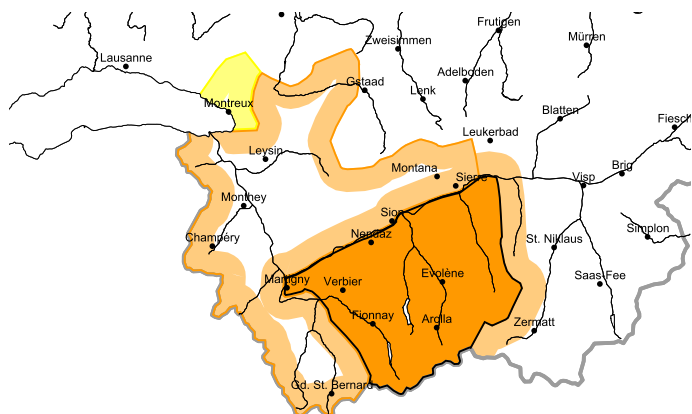 Frutigen
Zweisimmen
Mürren
Lausanne
Adelboden
Gstaad
Lenk
Montreux
Blatten
Fiesch
Leukerbad
Leysin
Montana
Sierre
Brig
Visp
Monthey
Sion
Simplon
Nendaz
Champéry
St. Niklaus
Evolène
Saas-Fee
Martigny
Verbier
Fionnay
Arolla
Zermatt
Gd. St. Bernard